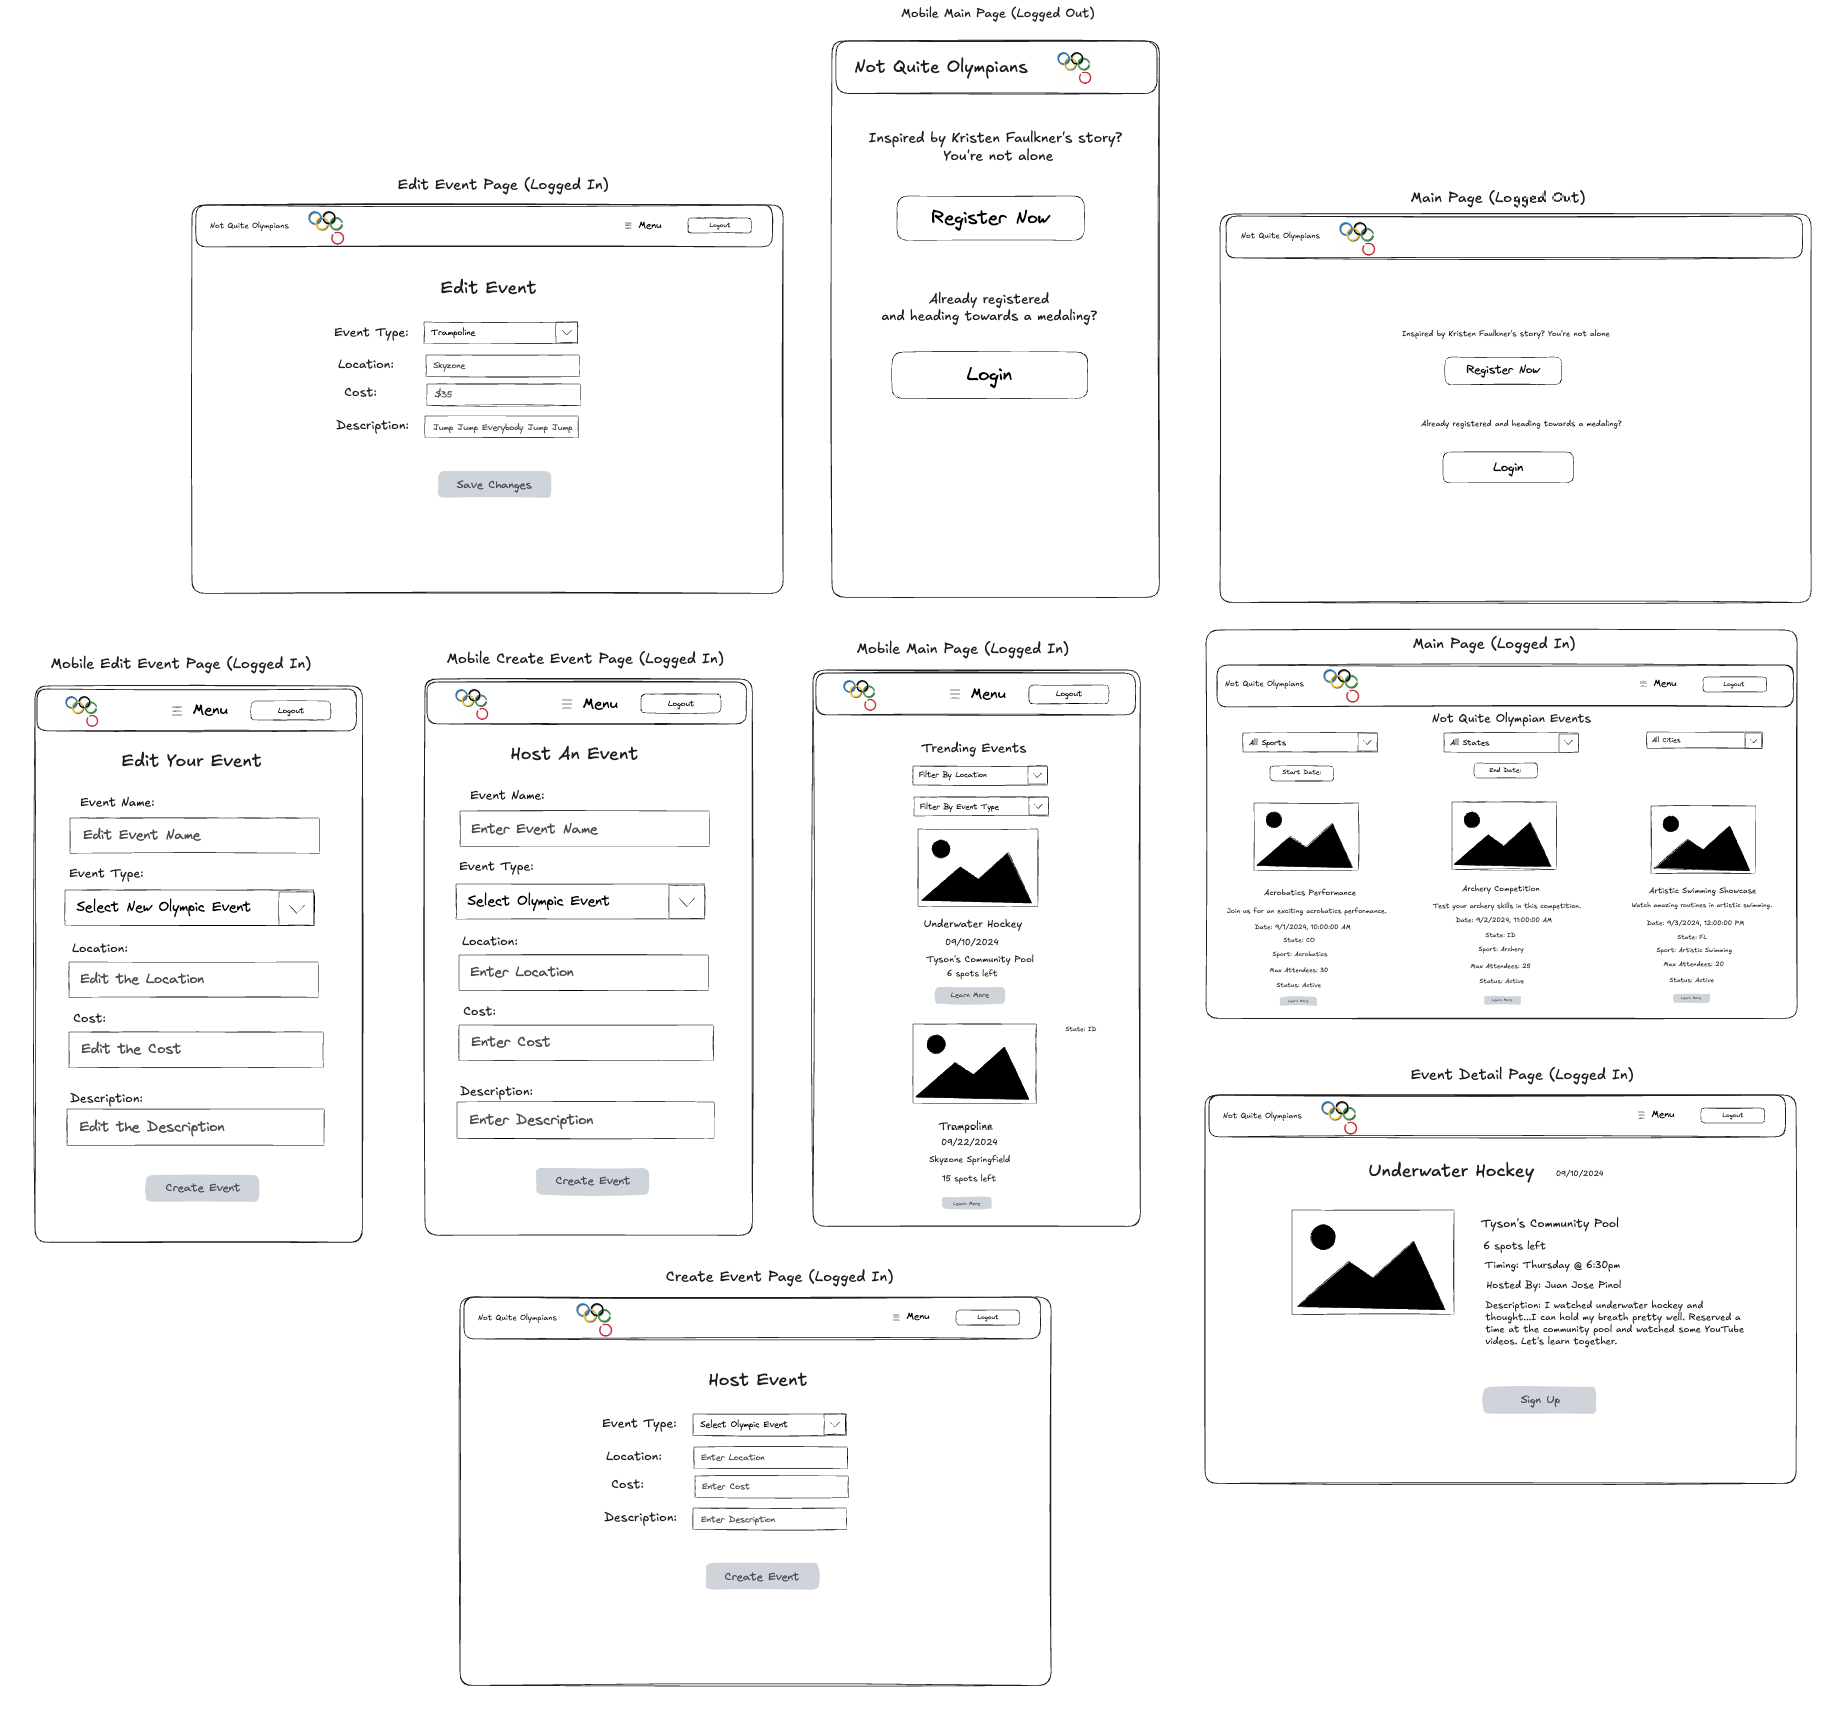 Mobile Main Page (Logged Out)
Not Quite Olympians
Inspired by Kristen Faulkner's story?
You're not alone
Register Now
Already registered
and heading towards a medaling?
Login
Edit Event Page (Logged In)
Not Quite Olympians
Menu
Logout
Edit Event
Event Type:
Trampoline
Location:
Skyzone
Cost:
$35
Description:
Jump Jump Everybody Jump Jump
Save Changes
Main Page (Logged Out)
Not Quite Olympians
Inspired by Kristen Faulkner's story? You're not alone
Register Now
Already registered and heading towards a medaling?
Login
Mobile Edit Event Page (Logged In)
Menu
Logout
Edit Your Event
Event Name:
Edit Event Name
Event Type:
Select New Olympic Event
Location:
Edit the Location
Cost:
Edit the Cost
Description:
Edit the Description
Create Event
Mobile Create Event Page (Logged In)
Menu
Logout
Host An Event
Event Name:
Enter Event Name
Event Type:
Select Olympic Event
Location:
Enter Location
Cost:
Enter Cost
Description:
Enter Description
Create Event
Mobile Main Page (Logged In)
Menu
Logout
Trending Events
Filter By Location
Filter By Event Type
Underwater Hockey
09/10/2024
Tyson's Community Pool
6 spots left
Learn More
State: ID
Trampoline
09/22/2024
Skyzone Springfield
15 spots left
Learn More
Main Page (Logged In)
Not Quite Olympians
Menu
Logout
Not Quite Olympian Events
All Sports
All States
All Cities
Start Date:
End Date:
Acrobatics Performance
Join us for an exciting acrobatics performance.
Date: 9/1/2024, 10:00:00 AM
State: CO
Sport: Acrobatics
Max Attendees: 30
Status: Active
Learn More
Archery Competition
Test your archery skills in this competition.
Date: 9/2/2024, 11:00:00 AM
State: ID
Sport: Archery
Max Attendees: 25
Status: Active
Learn More
Artistic Swimming Showcase
Watch amazing routines in artistic swimming.
Date: 9/3/2024, 12:00:00 PM
State: FL
Sport: Artistic Swimming
Max Attendees: 20
Status: Active
Learn More
Event Detail Page (Logged In)
Not Quite Olympians
Menu
Logout
Underwater Hockey
09/10/2024
Tyson's Community Pool
6 spots left
Timing: Thursday @ 6:30pm
Hosted By: Juan Jose Pinol
Description: I watched underwater hockey and
thought...I can hold my breath pretty well. Reserved a
time at the community pool and watched some YouTube
videos. Let's learn together.
Sign Up
Create Event Page (Logged In)
Not Quite Olympians
Menu
Logout
Host Event
Event Type:
Select Olympic Event
Location:
Enter Location
Cost:
Enter Cost
Description:
Enter Description
Create Event